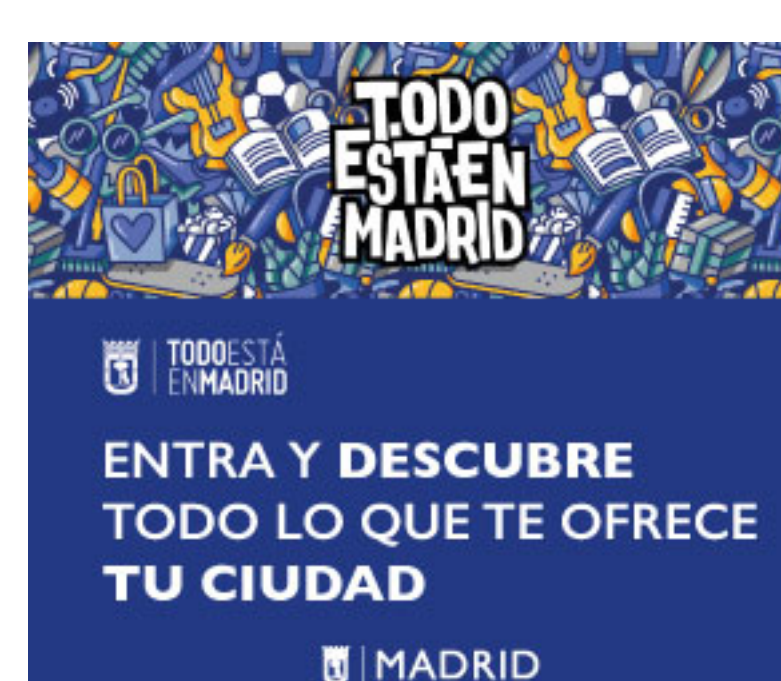 TODO
ESTÁ EN
MADRID
TODOESTÁ
ENMADRID
ENTRA Y DESCUBRE
TODO LO QUE TE OFRECE
TU CIUDAD
MADRID